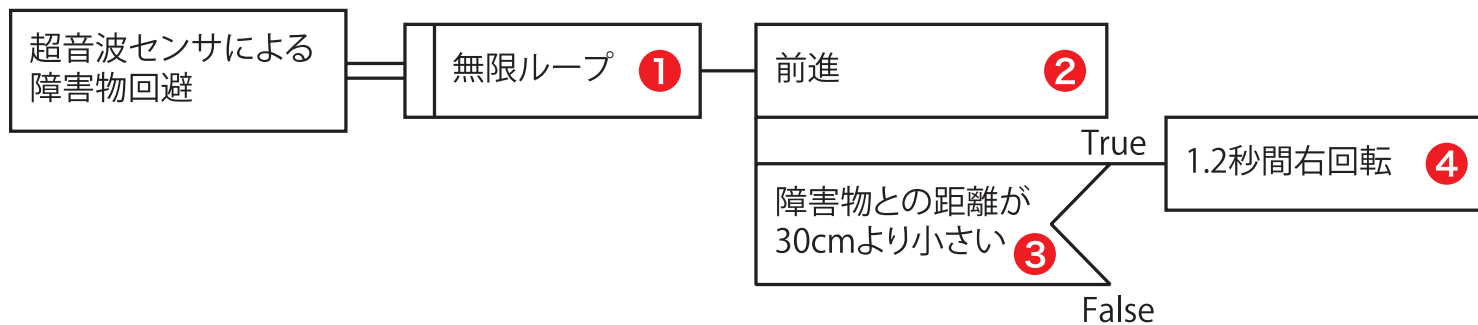 超音波センサによる
障害物回避
無限ループ ❶
前進 ❷
True
1.2秒間右回転 ❹
障害物との距離が
30cmより小さい ❸
False